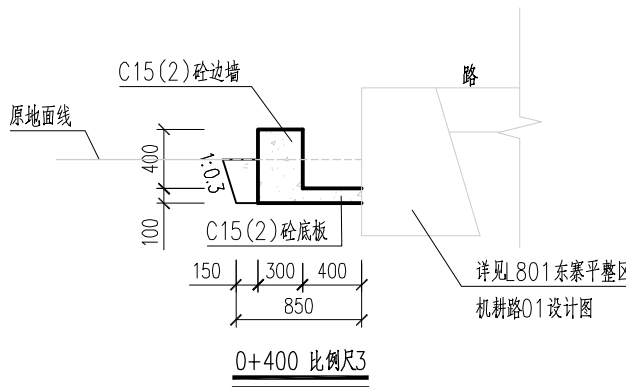 C15(2)砼边墙
路
原地面线
400
1:0.3
100
C15(2)砼底板
150
300
400
850
详见L801东寨平整区
机耕路01设计图
0+400 比例尺3